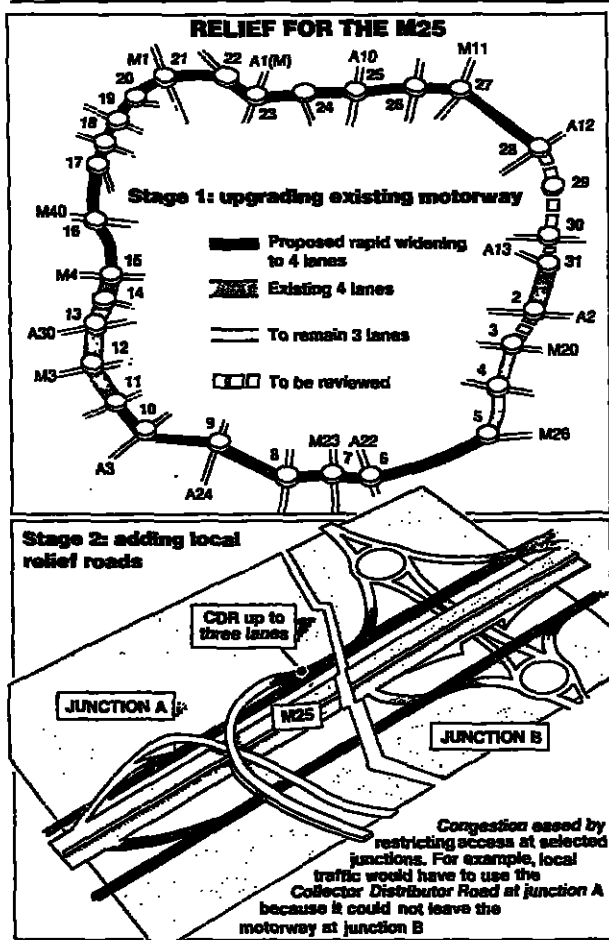 RELIEF FOR THE M25
M1
21
22
A1(M)
A10
M11
20
19
18
17
23
24
25
26
27
A12
28
29
30
A13
31
2
A2
3
M20
4
5
M26
M40
16
15
M4
14
13
A30
12
M3
11
10
A3
9
A24
8
M23
7
A22
6
Stage 1: upgrading existing motorway
Proposed rapid widening
to 4 lanes
Existing 4 lanes
To remain 3 lanes
To be reviewed
Stage 2: adding local
relief roads
CDR up to
three lanes
JUNCTION A
M25
JUNCTION B
Congestion eased by
restricting access at selected
junctions. For example, local
traffic would have to use the
Collector Distributor Road at junction A
because it could not leave the
motorway at junction B